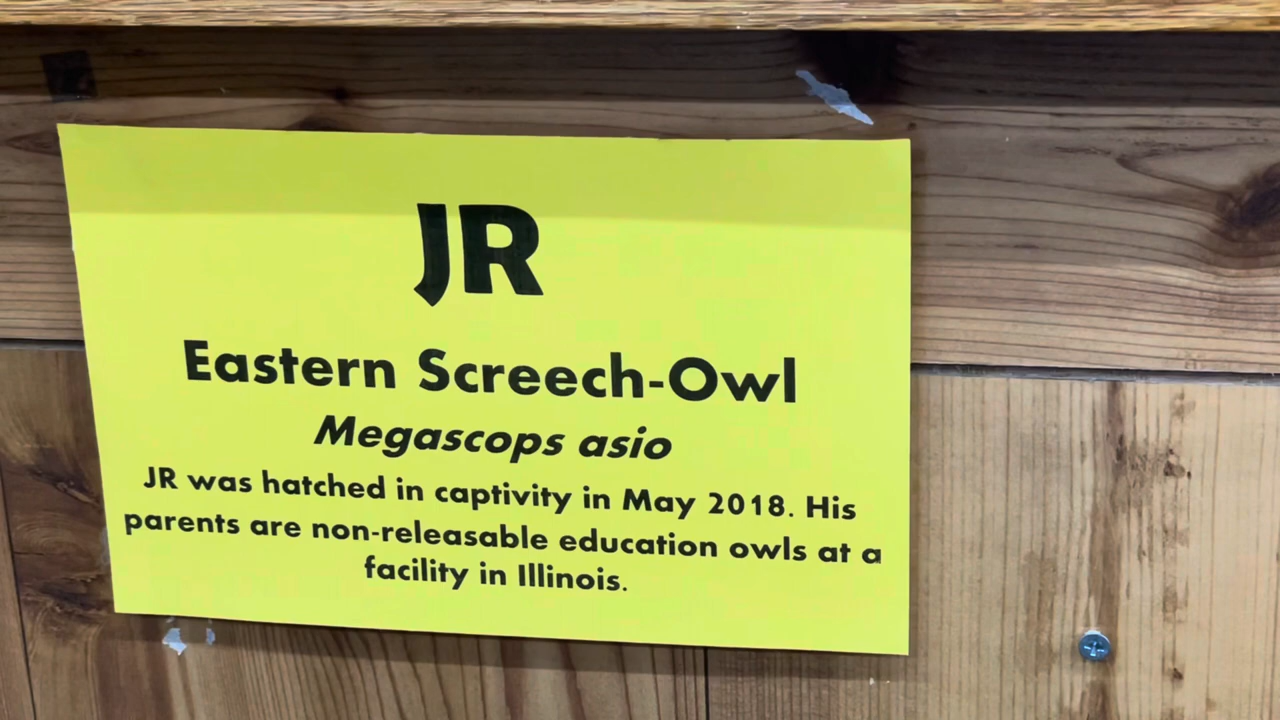 JR
Eastern Screech-Owl
Megascops asio
JR was hatched in captivity in May 2018. His
parents are non-releasable education owls at a
facility in Illinois.